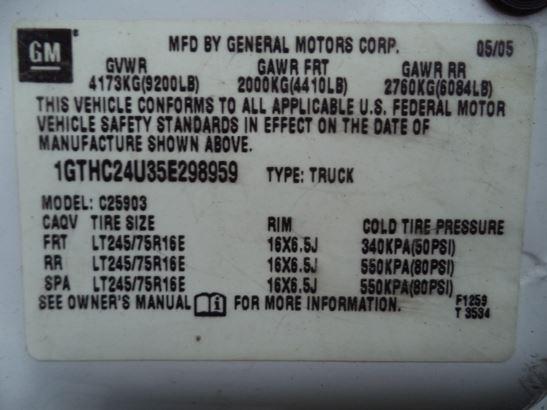 GM
MFD BY GENERAL MOTORS CORP. 05/05
GVWR GAWR FRT GAWR RR
4173KG(9200LB) 2000KG(4410LB) 2760KG(6084LB)
THIS VEHICLE CONFORMS TO ALL APPLICABLE U.S. FEDERAL MOTOR
VEHICLE SAFETY STANDARDS IN EFFECT ON THE DATE OF
MANUFACTURE SHOWN ABOVE.
1GTHC24U35E298959 TYPE: TRUCK
MODEL: C25903
CAQV TIRE SIZE RIM COLD TIRE PRESSURE
FRT LT245/75R16E 16X6.5J 340KPA(50PSI)
RR LT245/75R16E 16X6.5J 550KPA(80PSI)
SPA LT245/75R16E 16X6.5J 550KPA(80PSI)
SEE OWNER'S MANUAL FOR MORE INFORMATION. F1259
T 3534